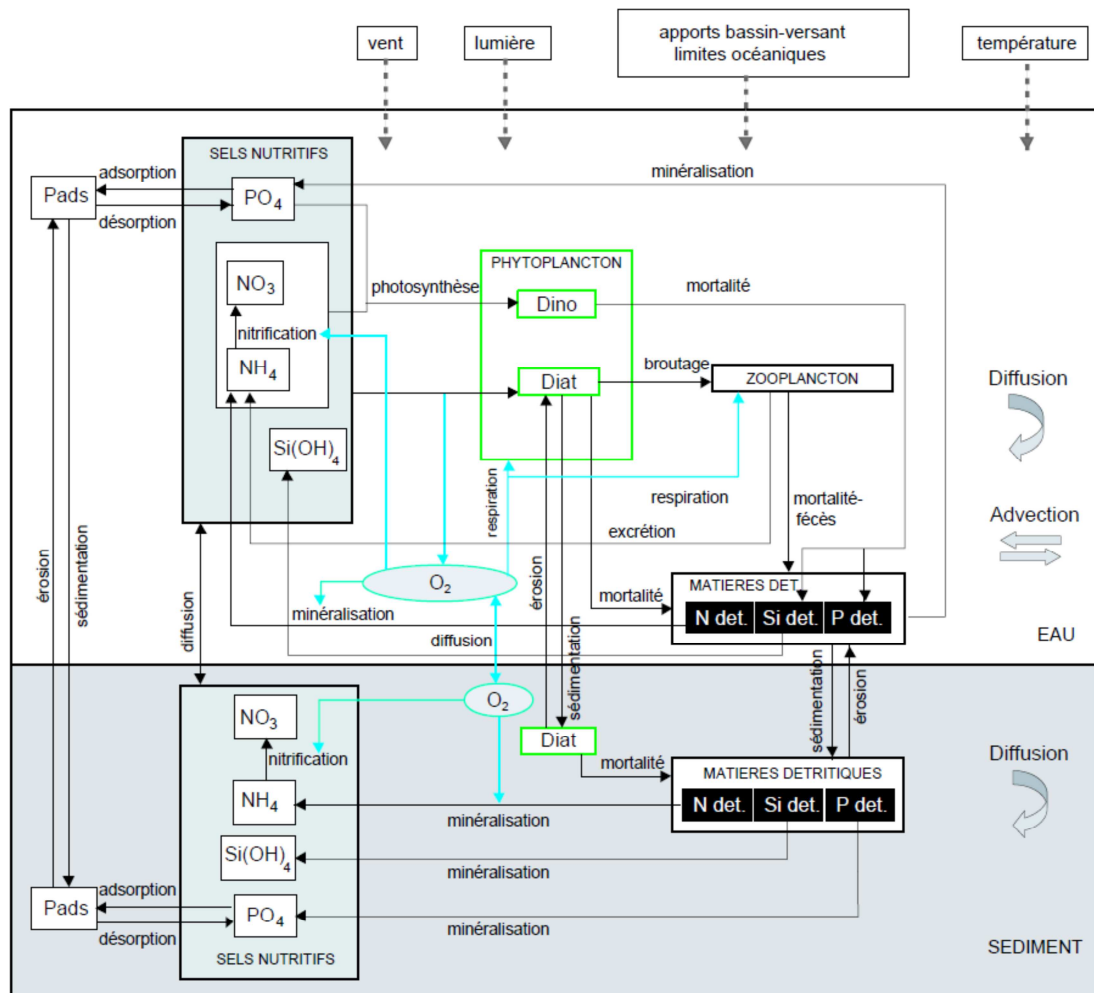 vent
lumière
apports bassin-versant
limites océaniques
température
SELS NUTRITIFS
adsorption
Pads
PO4
désorption
minéralisation
PHYTOPLANCTON
NO3
photosynthèse
Dino
mortalité
nitrification
NH4
Diat
broutage
ZOOPLANCTON
Diffusion
Si(OH)4
respiration
respiration
mortalité-
fécès
Advection
excrétion
érosion
sédimentation
diffusion
O2
minéralisation
diffusion
érosion
sédimentation
mortalité
MATIERES DET.
N det.
Si det.
P det.
EAU
sédimentation
érosion
NO3
O2
nitrification
Diat
mortalité
MATIERES DETRITIQUES
N det.
Si det.
P det.
Diffusion
NH4
minéralisation
Si(OH)4
minéralisation
adsorption
Pads
PO4
désorption
minéralisation
SELS NUTRITIFS
SEDIMENT